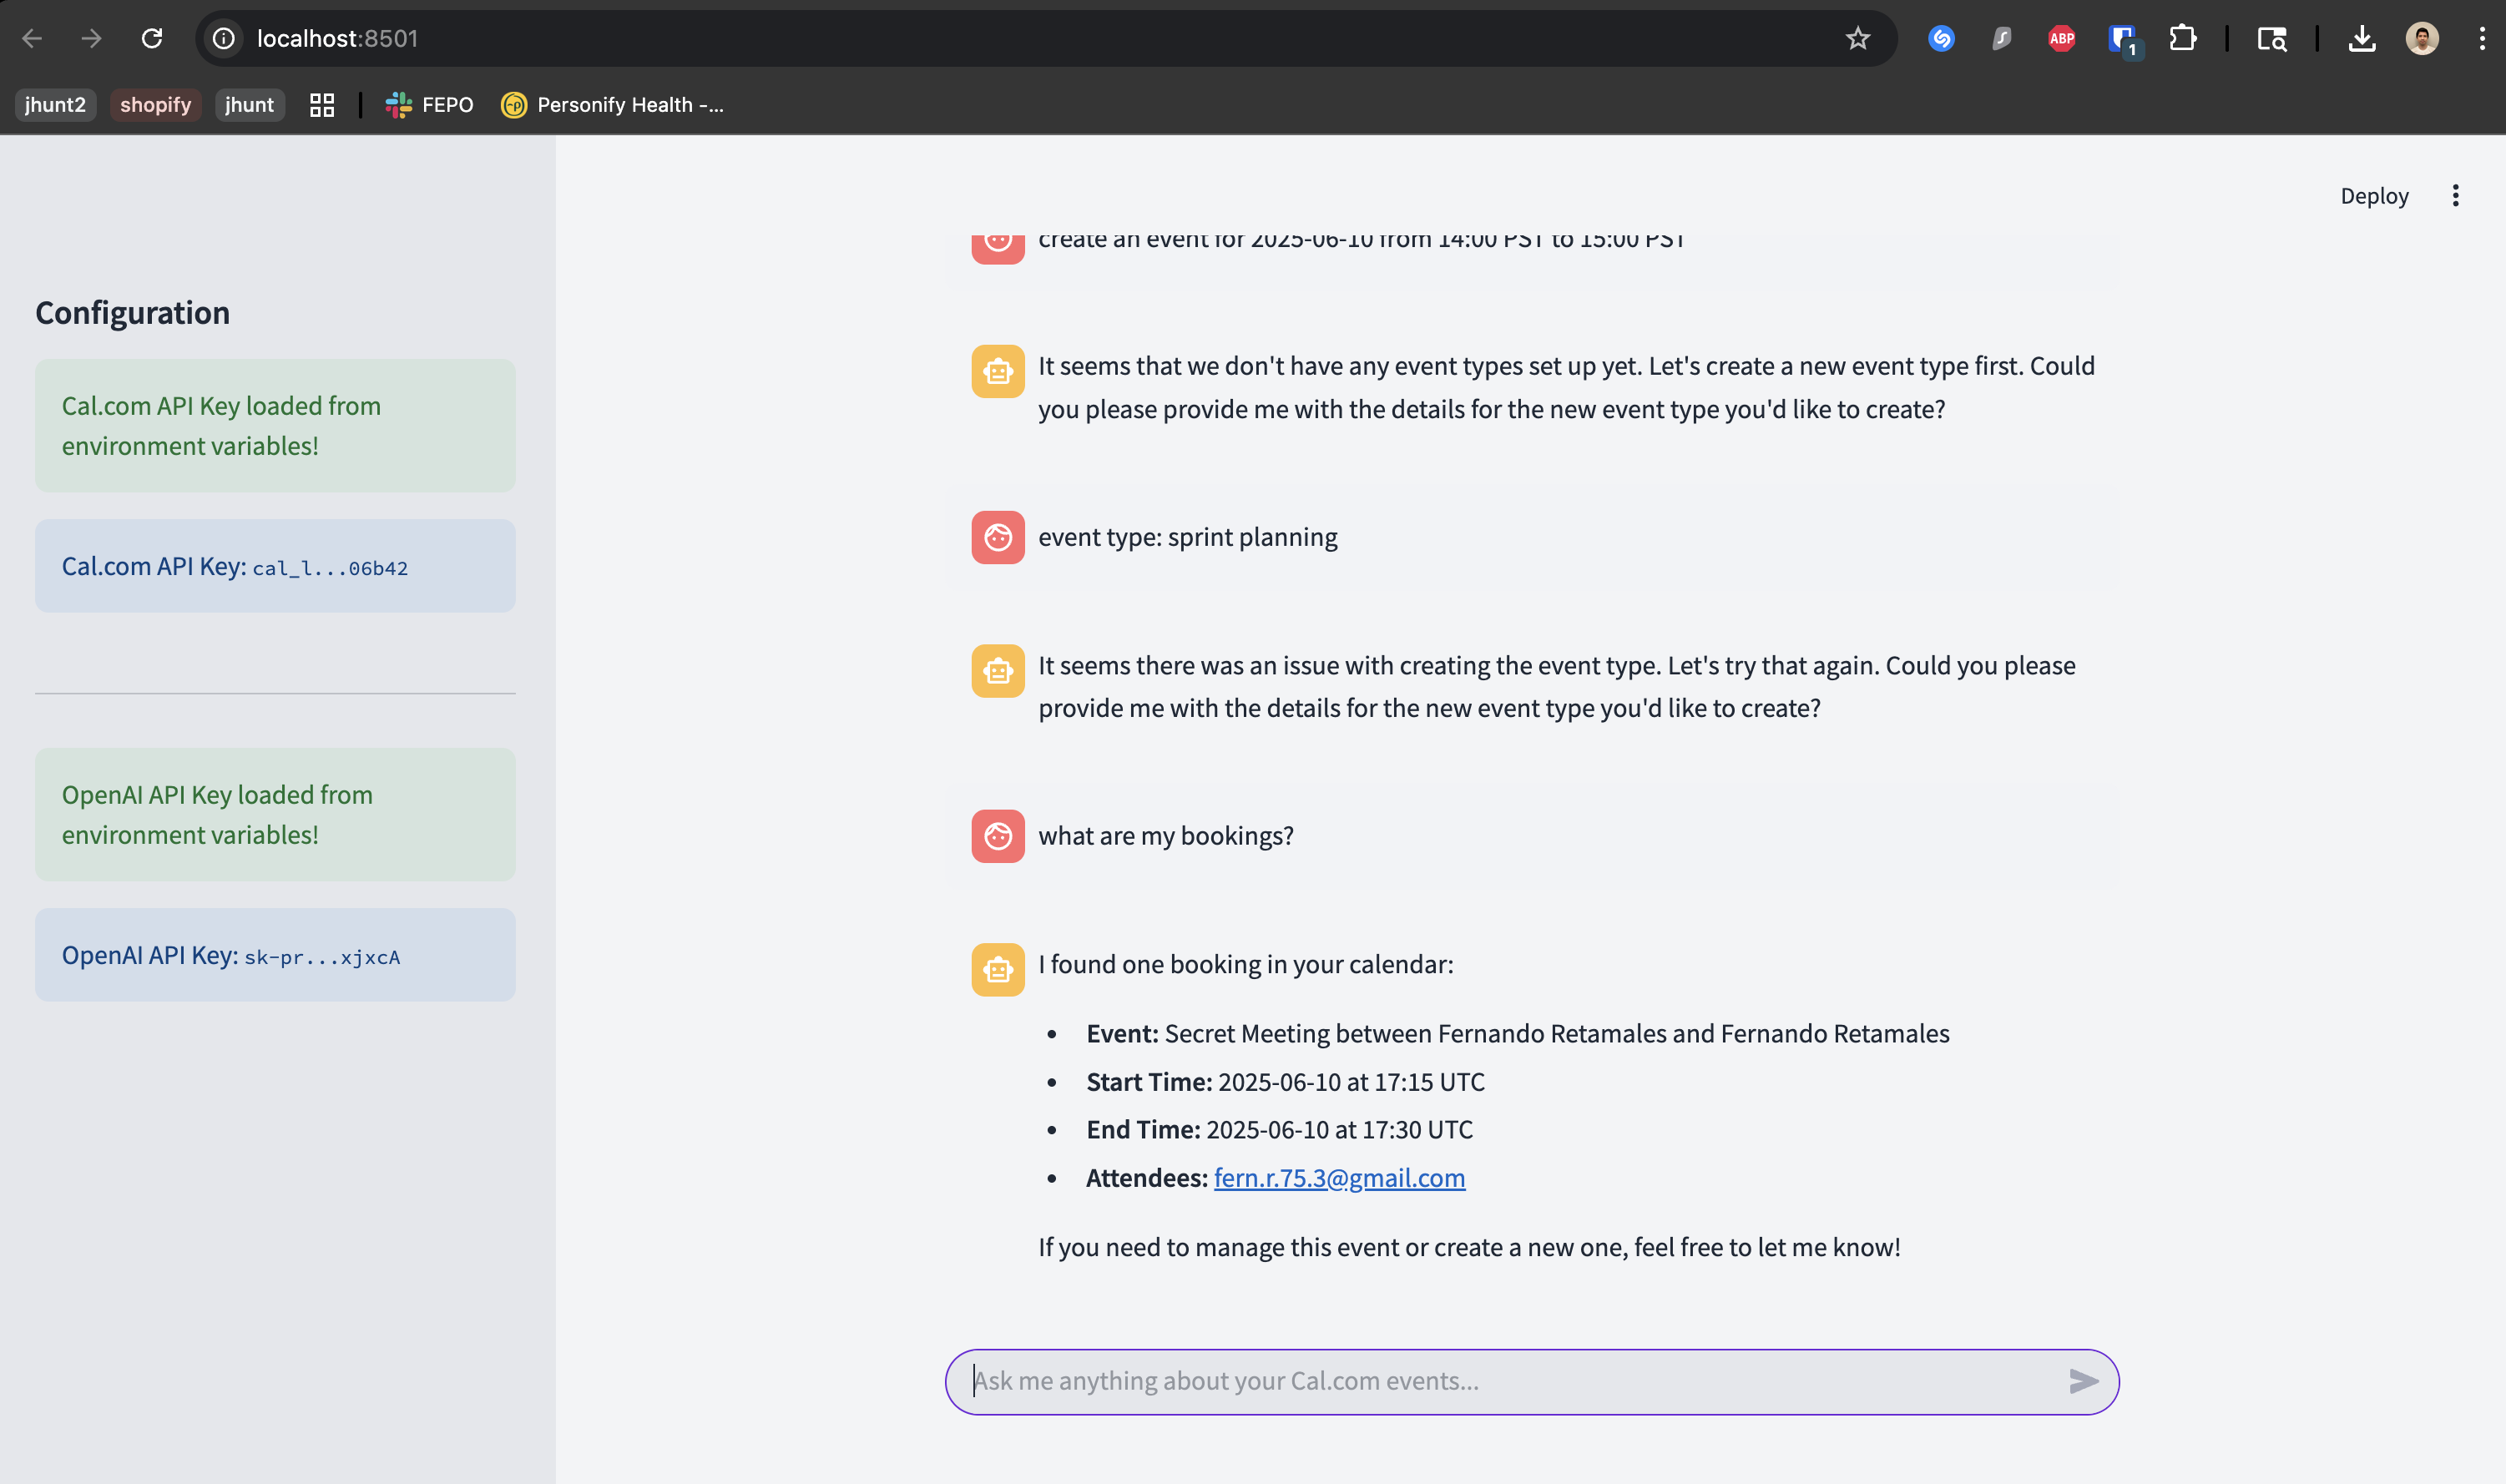 localhost:8501
ABP
1
jhunt2
shopify
jhunt
FEPO
Personify Health -...
Deploy
Configuration
Cal.com API Key loaded from
environment variables!
Cal.com API Key: cal_l...06b42
OpenAI API Key loaded from
environment variables!
OpenAI API Key: sk-pr...xjxcA
create an event for 2025-06-10 from 14:00 PST to 15:00 PST
It seems that we don't have any event types set up yet. Let's create a new event type first. Could
you please provide me with the details for the new event type you'd like to create?
event type: sprint planning
It seems there was an issue with creating the event type. Let's try that again. Could you please
provide me with the details for the new event type you'd like to create?
what are my bookings?
I found one booking in your calendar:
• Event: Secret Meeting between Fernando Retamales and Fernando Retamales
• Start Time: 2025-06-10 at 17:15 UTC
• End Time: 2025-06-10 at 17:30 UTC
• Attendees: fern.r.75.3@gmail.com
If you need to manage this event or create a new one, feel free to let me know!
Ask me anything about your Cal.com events...